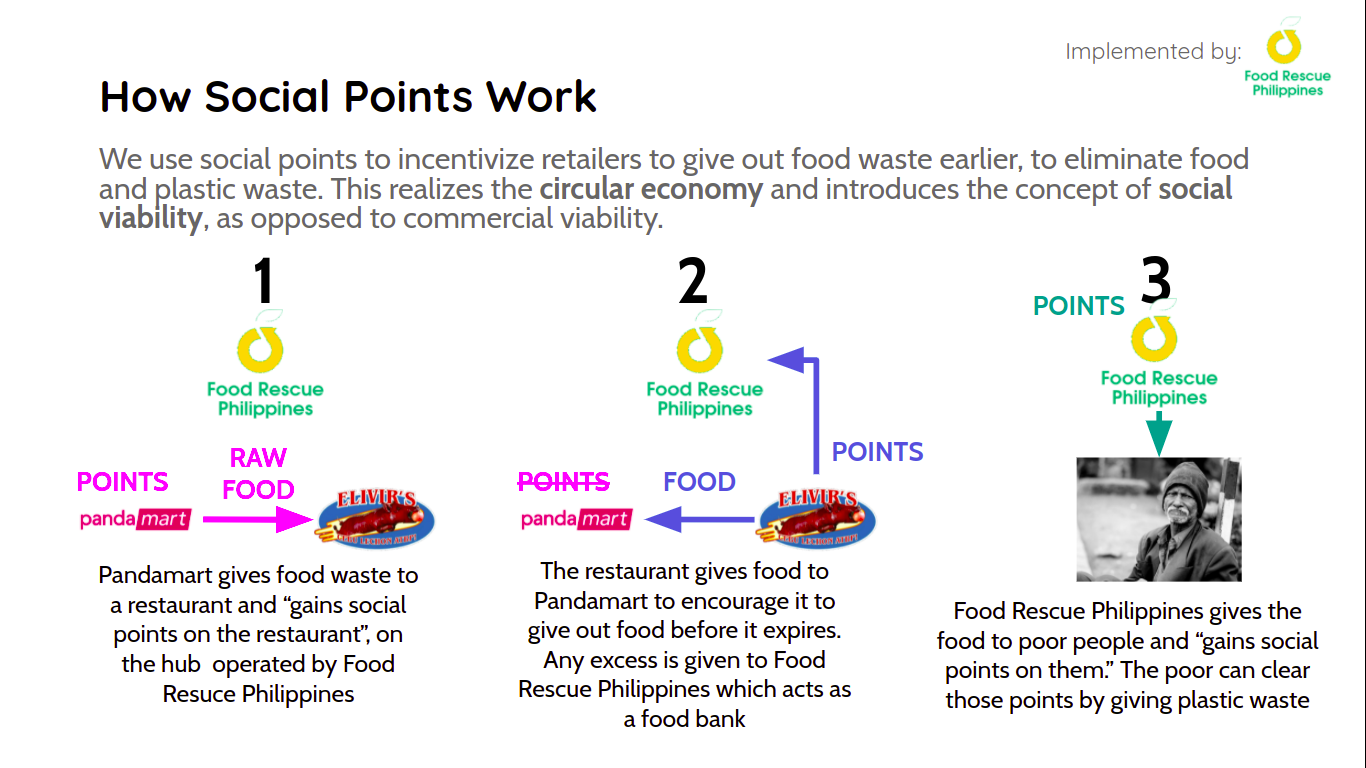 Implemented by:
Food Rescue
Philippines
How Social Points Work
We use social points to incentivize retailers to give out food waste earlier, to eliminate food
and plastic waste. This realizes the circular economy and introduces the concept of social
viability, as opposed to commercial viability.
1
Food Rescue
Philippines
POINTS
RAW
FOOD
pandamart
ELIVIR'S
Pandamart gives food waste to
a restaurant and “gains social
points on the restaurant”, on
the hub operated by Food
Resuce Philippines
2
Food Rescue
Philippines
POINTS
FOOD
POINTS
pandamart
ELIVIR'S
The restaurant gives food to
Pandamart to encourage it to
give out food before it expires.
Any excess is given to Food
Rescue Philippines which acts as
a food bank
3
POINTS
Food Rescue
Philippines
Food Rescue Philippines gives the
food to poor people and “gains social
points on them.” The poor can clear
those points by giving plastic waste